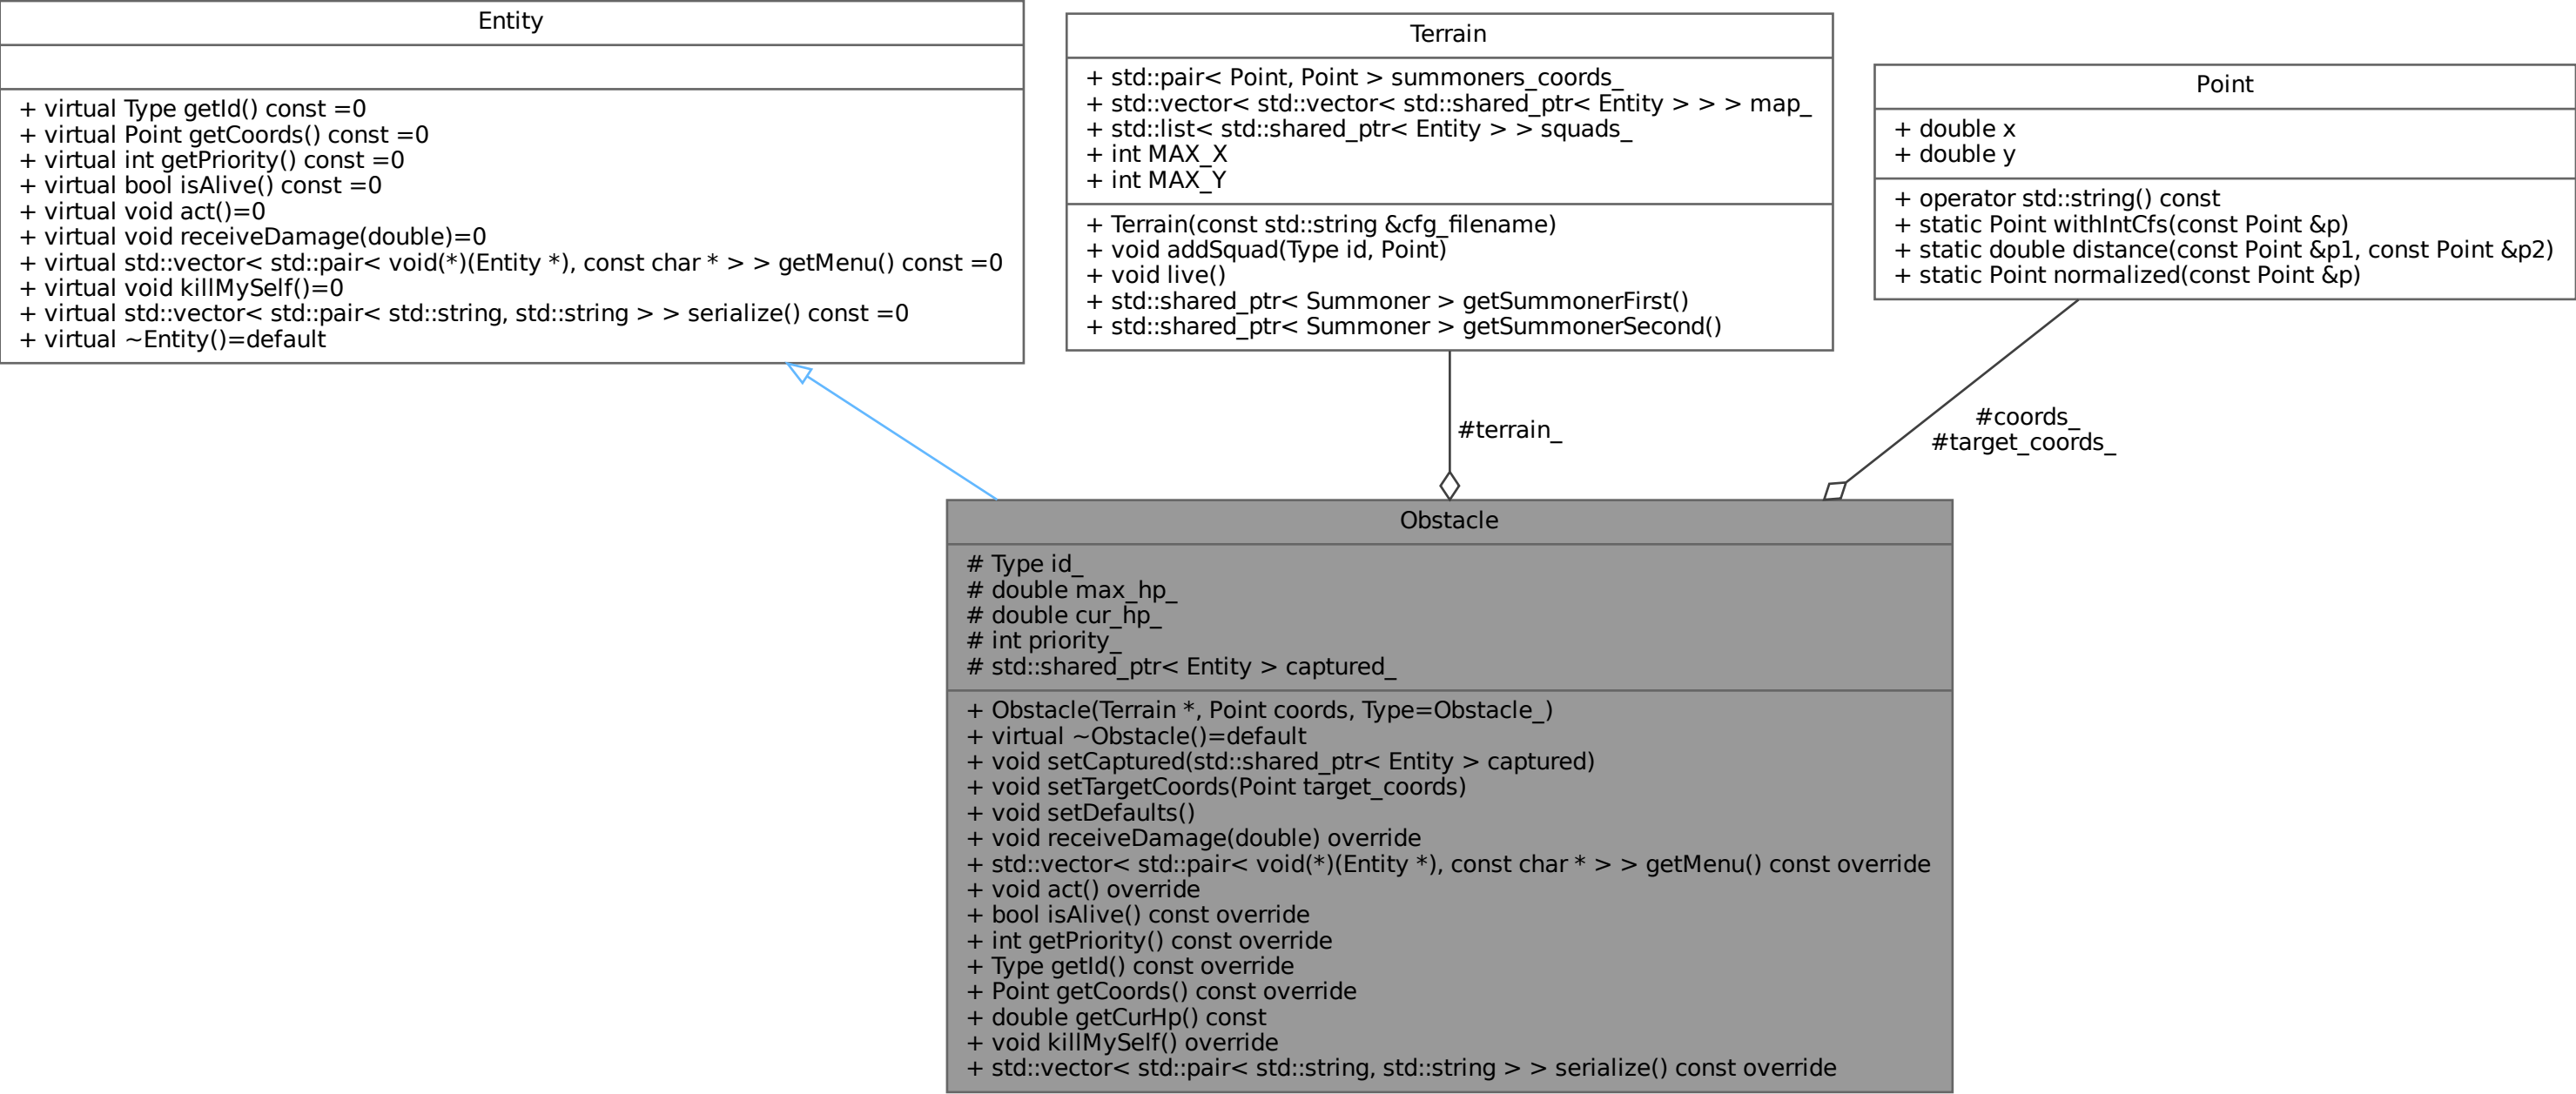 Entity
+ virtual Type getId() const =0
+ virtual Point getCoords() const =0
+ virtual int getPriority() const =0
+ virtual bool isAlive() const =0
+ virtual void act()=0
+ virtual void receiveDamage(double)=0
+ virtual std::vector< std::pair< void(*)(Entity *), const char * > > getMenu() const =0
+ virtual void killMySelf()=0
+ virtual std::vector< std::pair< std::string, std::string > > serialize() const =0
+ virtual ~Entity()=default
Terrain
+ std::pair< Point, Point > summoners_coords_
+ std::vector< std::vector< std::shared_ptr< Entity > > > map_
+ std::list< std::shared_ptr< Entity > > squads_
+ int MAX_X
+ int MAX_Y
+ Terrain(const std::string &cfg_filename)
+ void addSquad(Type id, Point)
+ void live()
+ std::shared_ptr< Summoner > getSummonerFirst()
+ std::shared_ptr< Summoner > getSummonerSecond()
Point
+ double x
+ double y
+ operator std::string() const
+ static Point withIntCfs(const Point &p)
+ static double distance(const Point &p1, const Point &p2)
+ static Point normalized(const Point &p)
#terrain_
#coords_
#target_coords_
Obstacle
# Type id_
# double max_hp_
# double cur_hp_
# int priority_
# std::shared_ptr< Entity > captured_
+ Obstacle(Terrain *, Point coords, Type=Obstacle_)
+ virtual ~Obstacle()=default
+ void setCaptured(std::shared_ptr< Entity > captured)
+ void setTargetCoords(Point target_coords)
+ void setDefaults()
+ void receiveDamage(double) override
+ std::vector< std::pair< void(*)(Entity *), const char * > > getMenu() const override
+ void act() override
+ bool isAlive() const override
+ int getPriority() const override
+ Type getId() const override
+ Point getCoords() const override
+ double getCurHp() const
+ void killMySelf() override
+ std::vector< std::pair< std::string, std::string > > serialize() const override